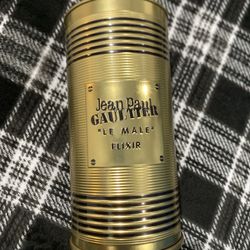 Jean Paul
GAULTIER
"LE MALE"
ELIXIR